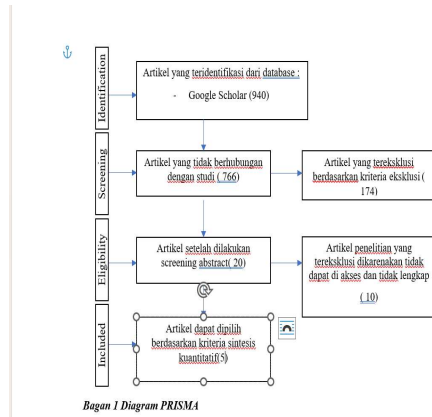 Identification
Artikel yang teridentifikasi dari database :
- Google Scholar (940)
Screening
Artikel yang tidak berhubungan
dengan studi ( 766)
Artikel yang tereksklusi
berdasarkan kriteria eksklusi (
174)
Eligibility
Artikel setelah dilakukan
screening abstract( 20)
Artikel penelitian yang
tereksklusi dikarenakan tidak
dapat di akses dan tidak lengkap
( 10)
Included
Artikel dapat dipilih
berdasarkan kriteria sintesis
kuantitatif(5)
Bagan 1 Diagram PRISMA